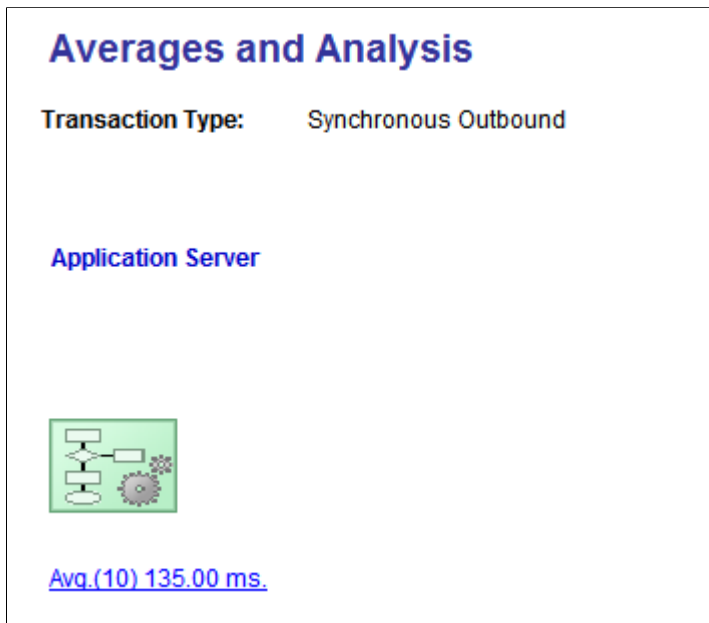 Averages and Analysis
Transaction Type: Synchronous Outbound
Application Server
Avg.(10) 135.00 ms.